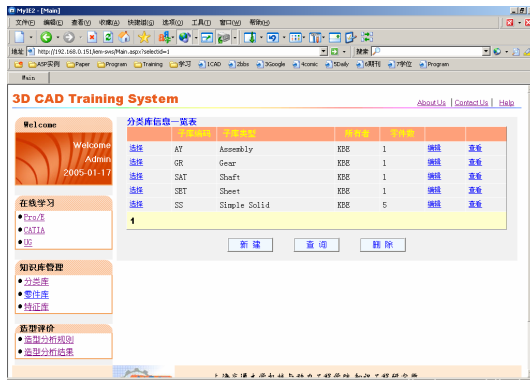 MyIE2 - [Main]
文件(F) 编辑(E) 查看(V) 收藏(A) 快捷组(G) 选项(O) 工具(T) 窗口(W) 帮助(H)
地址 http://192.168.0.151/kem-sws/Main.aspx?selectid=1 搜索
ASP实例 Paper Program Training 学习 1CAD 2bbs 3Google 4comic 5Daily 6期刊 7学位 Program
Main
3D CAD Training System
About Us | Contact Us | Help
Welcome
Welcome
Admin
2005-01-17
在线学习
Pro/E
CATIA
UG
知识库管理
分类库
零件库
特征库
造型评价
造型分析规则
造型分析结果
分类库信息一览表
子库编码 子库类型 所有者 零件数
选择 AY Assembly KBE 1 编辑 查看
选择 GR Gear KBE 1 编辑 查看
选择 SAT Shaft KBE 1 编辑 查看
选择 SBT Sheet KBE 1 编辑 查看
选择 SS Simple Solid KBE 5 编辑 查看
1
新 建 查 询 删 除